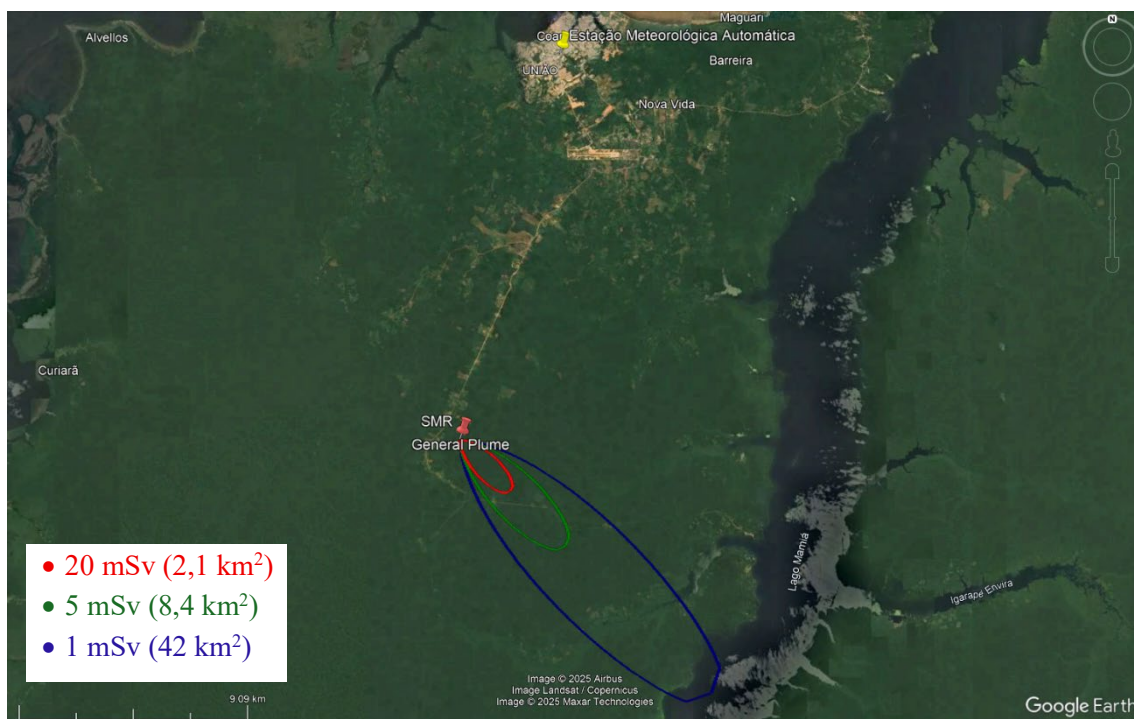 Maguari
Alvellos
Coar
Estação Meteorológica Automática
UNIAO
Barreira
Nova Vida
N
Curiarã
SMR
General Plume
Lago Mamiá
Igarapé Envira
• 20 mSv (2,1 km²)
• 5 mSv (8,4 km²)
• 1 mSv (42 km²)
9.09 km
Image © 2025 Airbus
Image Landsat / Copernicus
Image © 2025 Maxar Technologies
Google Earth